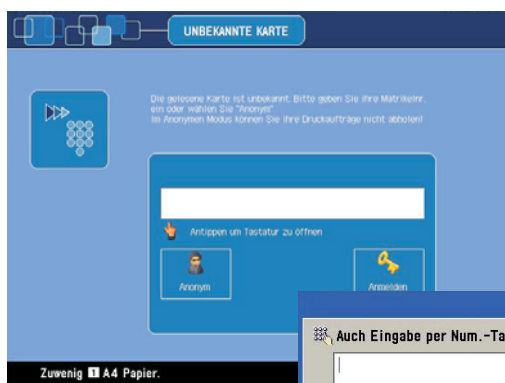 UNBEKANNTE KARTE
Die gelesene Karte ist unbekannt. Bitte geben Sie ihre Matrikelnr.
ein oder wählen Sie "Anonym"
Im Anonymen Modus können Sie Ihre Druckaufträge nicht abholen!
Antippen um Tastatur zu öffnen
Anonym
Anmelden
Auch Eingabe per Num.-Ta
Zuwenig 1 A4 Papier.